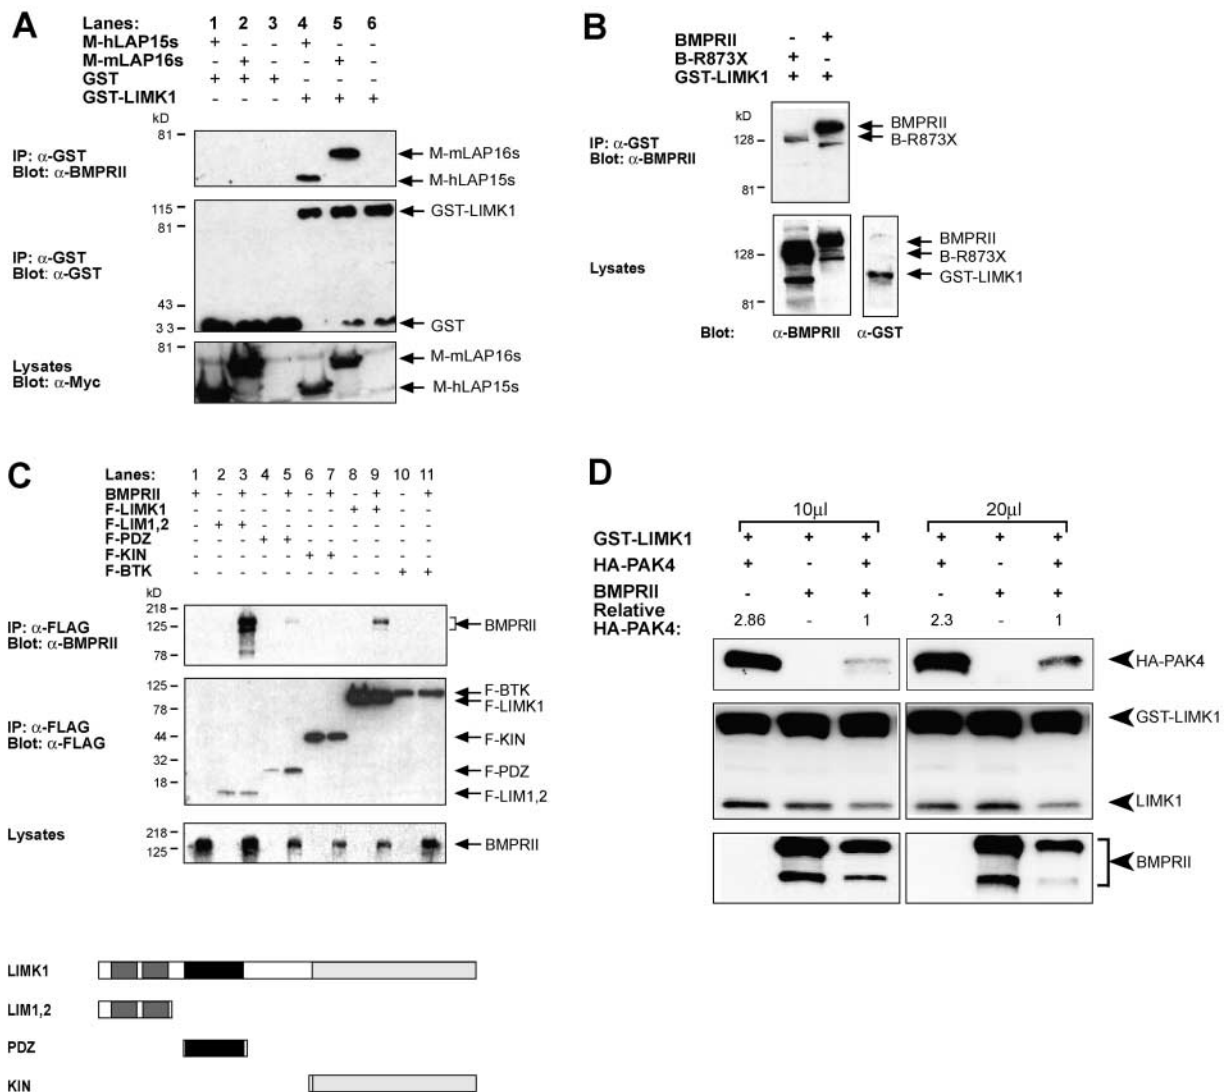 A
Lanes: 1 2 3 4 5 6
M-hLAP15s + - - + - -
M-mLAP16s - + - - + -
GST + + + - - -
GST-LIMK1 - - - + + +
kD
81
IP: α-GST
Blot: α-BMPRII
M-mLAP16s
M-hLAP15s
115
81
GST-LIMK1
IP: α-GST
Blot: α-GST
43
33
GST
81
Lysates
Blot: α-Myc
M-mLAP16s
M-hLAP15s
B
BMPRII - +
B-R873X + -
GST-LIMK1 + +
kD
128
81
IP: α-GST
Blot: α-BMPRII
BMPRII
B-R873X
Lysates
128
81
BMPRII
B-R873X
GST-LIMK1
Blot: α-BMPRII α-GST
C
Lanes: 1 2 3 4 5 6 7 8 9 10 11
BMPRII + - + - + - + - + - +
F-LIMK1 - - - - - - - + + - -
F-LIM1,2 - + + - - - - - - - -
F-PDZ - - - + + - - - - - -
F-KIN - - - - - + + - - - -
F-BTK - - - - - - - - - + +
kD
218
125
78
IP: α-FLAG
Blot: α-BMPRII
BMPRII
125
78
44
32
18
IP: α-FLAG
Blot: α-FLAG
F-BTK
F-LIMK1
F-KIN
F-PDZ
F-LIM1,2
Lysates
218
125
BMPRII
LIMK1
LIM1,2
PDZ
KIN
D
10µl 20µl
GST-LIMK1 + + + + + +
HA-PAK4 + - + + - +
BMPRII - + + - + +
Relative
HA-PAK4: 2.86 - 1 2.3 - 1
HA-PAK4
GST-LIMK1
LIMK1
BMPRII